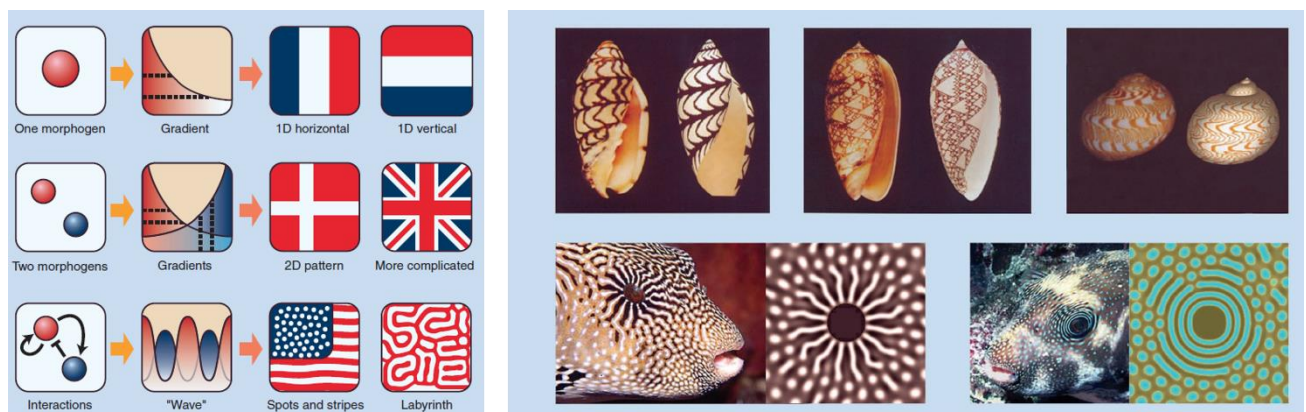 One morphogen
Gradient
1D horizontal
1D vertical
Two morphogens
Gradients
2D pattern
More complicated
Interactions
"Wave"
Spots and stripes
Labyrinth